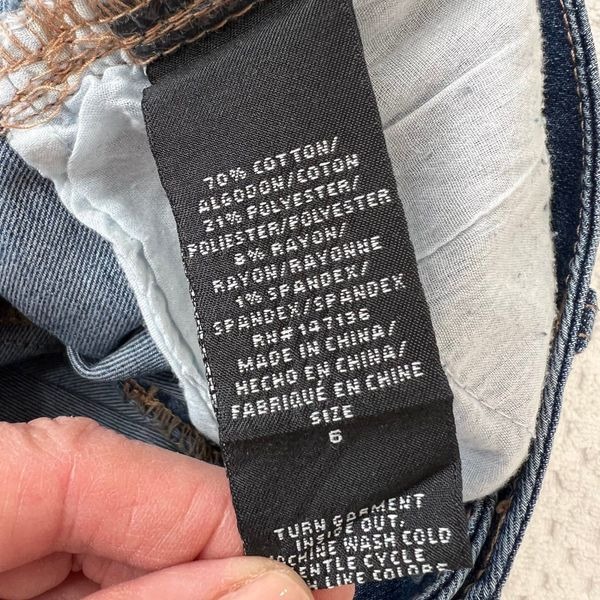 70% COTTON/
ALGODON/COTON
21% POLYESTER/
POLIESTER/POLYESTER
8% RAYON/
RAYON/RAYONNE
1% SPANDEX/
SPANDEX/SPANDEX
RN#147136
MADE IN CHINA/
HECHO EN CHINA/
FABRIQUE EN CHINE
SIZE
6
TURN GARMENT
INSIDE OUT,
MACHINE WASH COLD
GENTLE CYCLE
LIKE COLORS